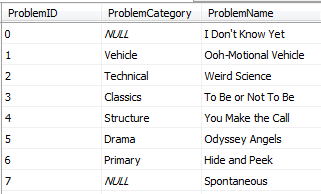 ProblemID ProblemCategory ProblemName
0 NULL I Don't Know Yet
1 Vehicle Ooh-Motional Vehicle
2 Technical Weird Science
3 Classics To Be or Not To Be
4 Structure You Make the Call
5 Drama Odyssey Angels
6 Primary Hide and Peek
7 NULL Spontaneous